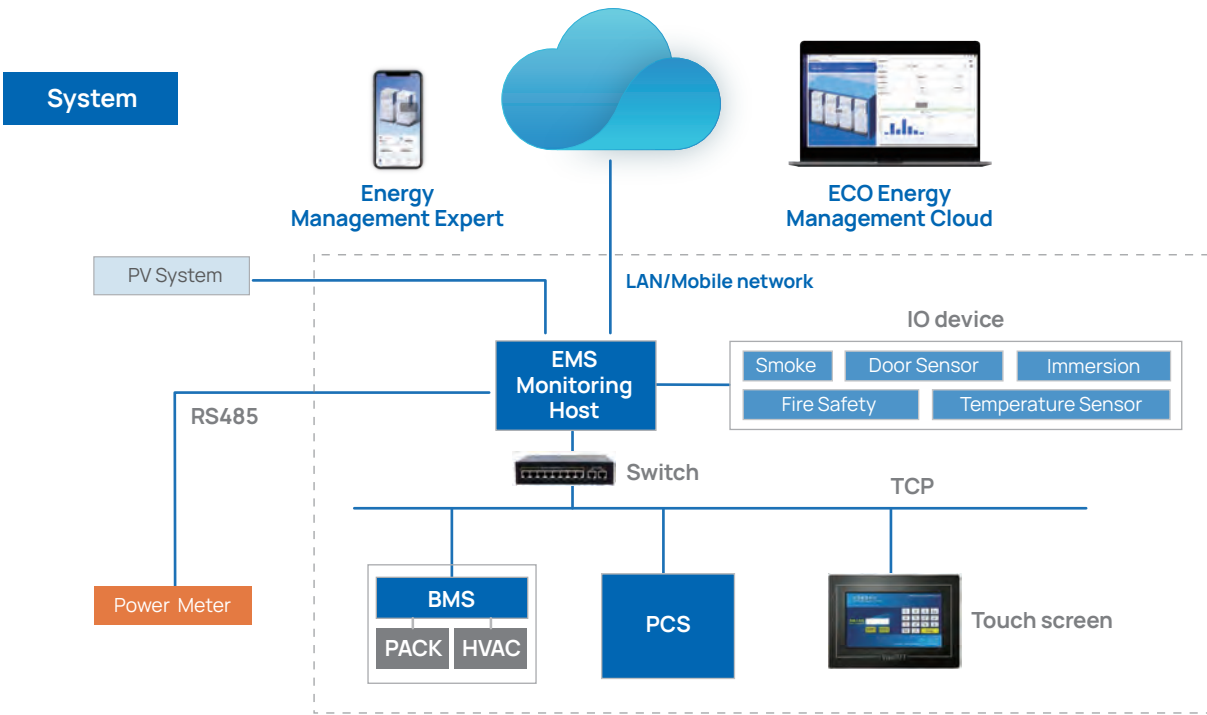 System
Energy
Management Expert
ECO Energy
Management Cloud
PV System
LAN/Mobile network
IO device
EMS
Monitoring
Host
Smoke
Door Sensor
Immersion
Fire Safety
Temperature Sensor
RS485
Switch
TCP
Power Meter
BMS
PACK
HVAC
PCS
Touch screen